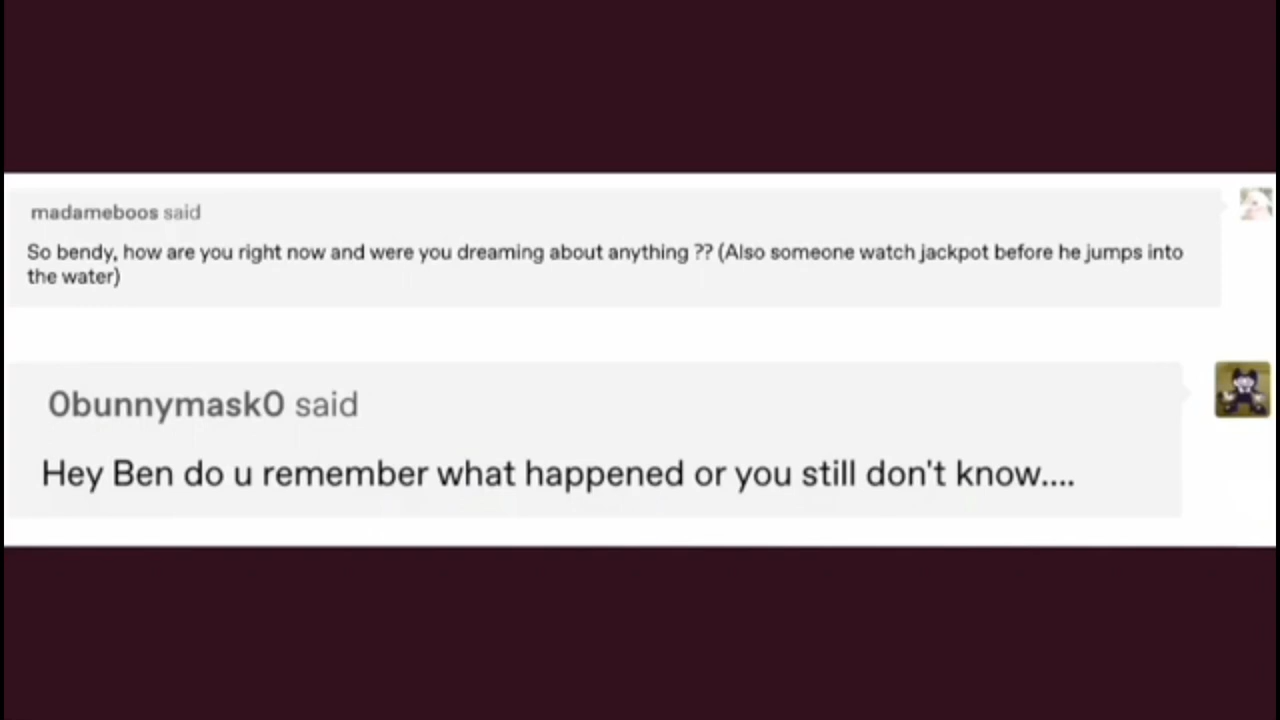 madameboos said
So bendy, how are you right now and were you dreaming about anything ?? (Also someone watch jackpot before he jumps into
the water)
0bunnymask0 said
Hey Ben do u remember what happened or you still don't know....